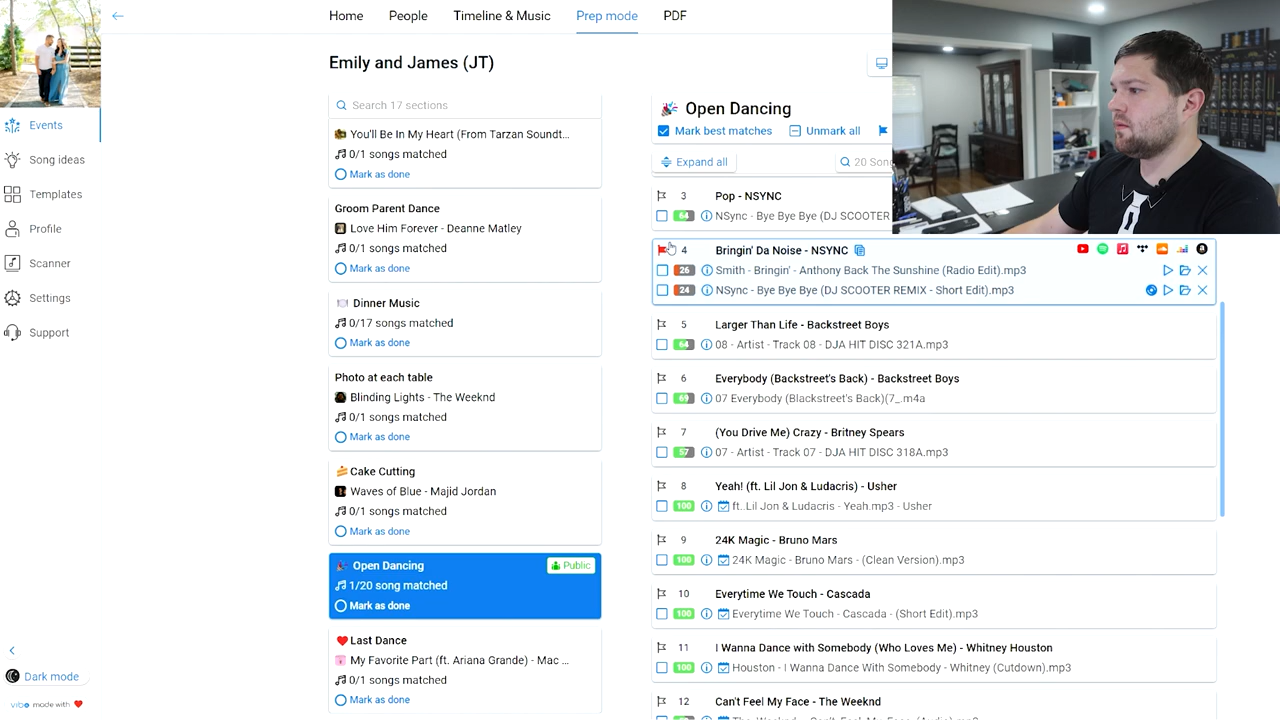 Home People Timeline & Music Prep mode PDF
Emily and James (JT)
Events
Song ideas
Templates
Profile
Scanner
Settings
Support
Dark mode
vibo made with
Search 17 sections
You'll Be In My Heart (From Tarzan Soundt...
0/1 songs matched
Mark as done
Groom Parent Dance
Love Him Forever - Deanne Matley
0/1 songs matched
Mark as done
Dinner Music
0/17 songs matched
Mark as done
Photo at each table
Blinding Lights - The Weeknd
0/1 songs matched
Mark as done
Cake Cutting
Waves of Blue - Majid Jordan
0/1 songs matched
Mark as done
Open Dancing Public
1/20 song matched
Mark as done
Last Dance
My Favorite Part (ft. Ariana Grande) - Mac ...
0/1 songs matched
Mark as done
Open Dancing
Mark best matches Unmark all
Expand all 20 Song
3 Pop - NSYNC
64 NSync - Bye Bye Bye (DJ SCOOTER
4 Bringin' Da Noise - NSYNC
26 Smith - Bringin' - Anthony Back The Sunshine (Radio Edit).mp3
24 NSync - Bye Bye Bye (DJ SCOOTER REMIX - Short Edit).mp3
5 Larger Than Life - Backstreet Boys
64 08 - Artist - Track 08 - DJA HIT DISC 321A.mp3
6 Everybody (Backstreet's Back) - Backstreet Boys
69 07 Everybody (Blackstreet's Back)(7_.m4a
7 (You Drive Me) Crazy - Britney Spears
57 07 - Artist - Track 07 - DJA HIT DISC 318A.mp3
8 Yeah! (ft. Lil Jon & Ludacris) - Usher
100 ft..Lil Jon & Ludacris - Yeah.mp3 - Usher
9 24K Magic - Bruno Mars
100 24K Magic - Bruno Mars - (Clean Version).mp3
10 Everytime We Touch - Cascada
100 Everytime We Touch - Cascada - (Short Edit).mp3
11 I Wanna Dance with Somebody (Who Loves Me) - Whitney Houston
100 Houston - I Wanna Dance With Somebody - Whitney (Cutdown).mp3
12 Can't Feel My Face - The Weeknd